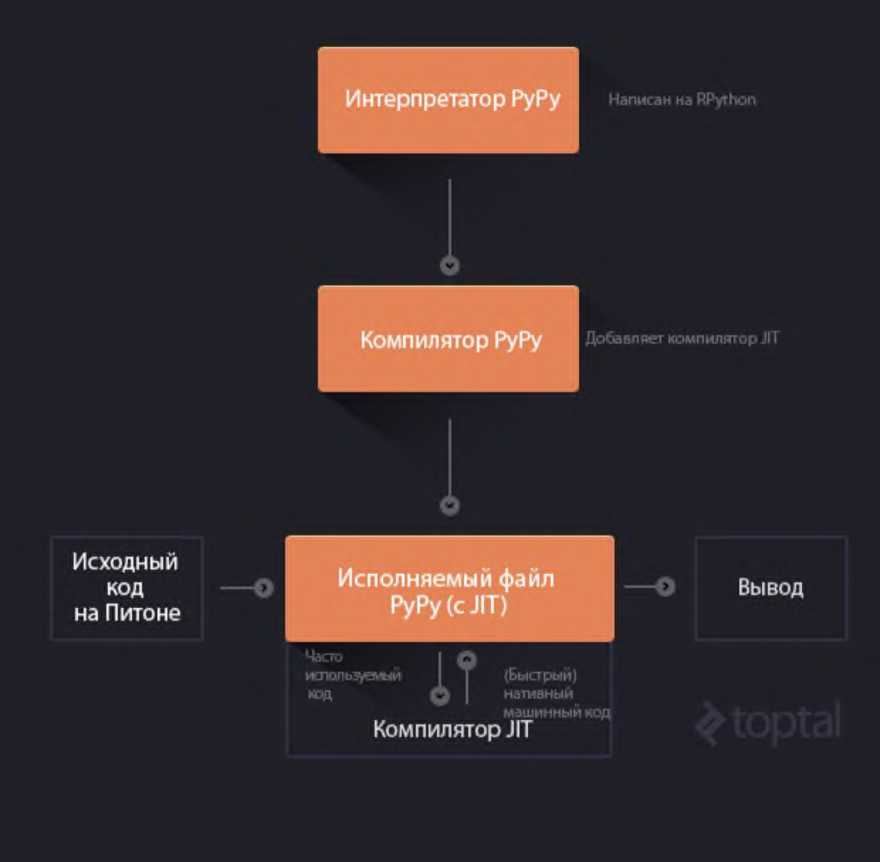 Интерпретатор PyPy
Написан на RPython
Компилятор PyPy
Добавляет компилятор JIT
Исходный
код
на Питоне
Исполняемый файл
PyPy (с JIT)
Вывод
Часто
используемый
код
(Быстрый)
нативный
машинный код
Компилятор JIT
toptal